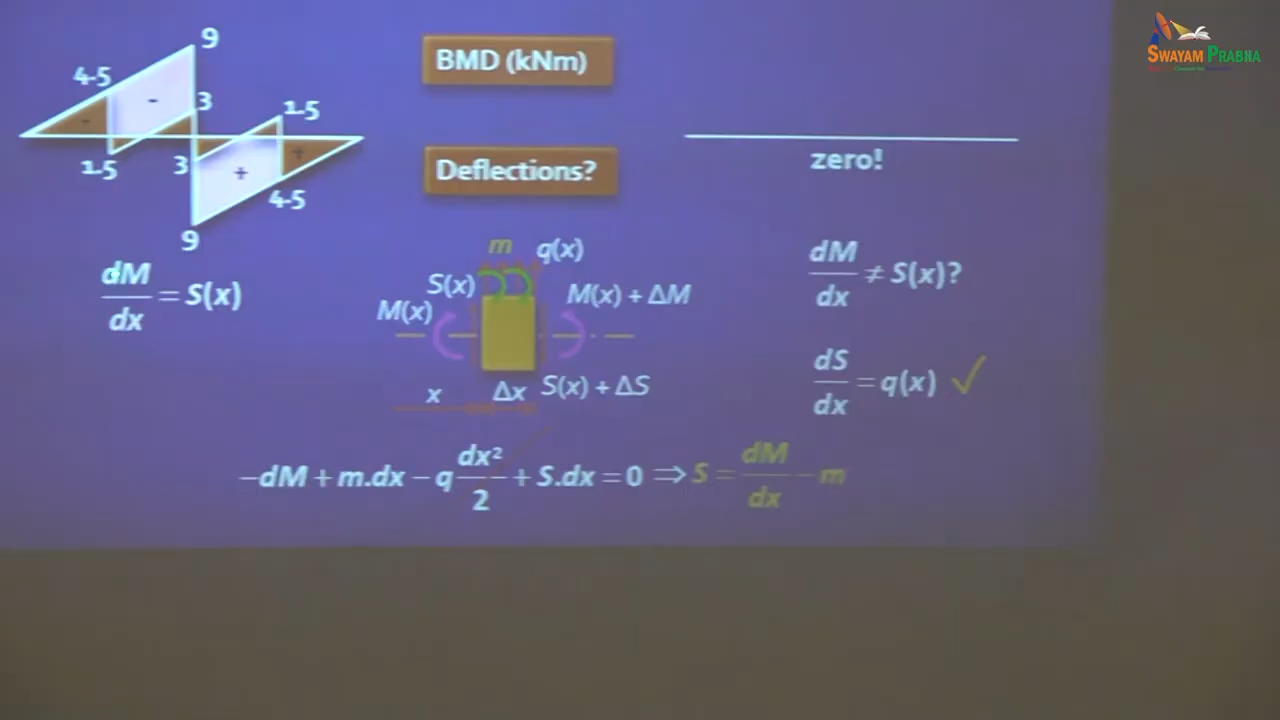 SWAYAM PRABHA
9
BMD (kNm)
4.5
-
-
3
1.5
zero!
1.5
3
+
+
Deflections?
4.5
9
m
q(x)
dM/dx = S(x)
S(x)
M(x)
M(x) + ΔM
dM/dx ≠ S(x)?
x
Δx
S(x) + ΔS
dS/dx = q(x) ✓
-dM + m.dx - q dx²/2 + S.dx = 0 ⇒ S = dM/dx - m